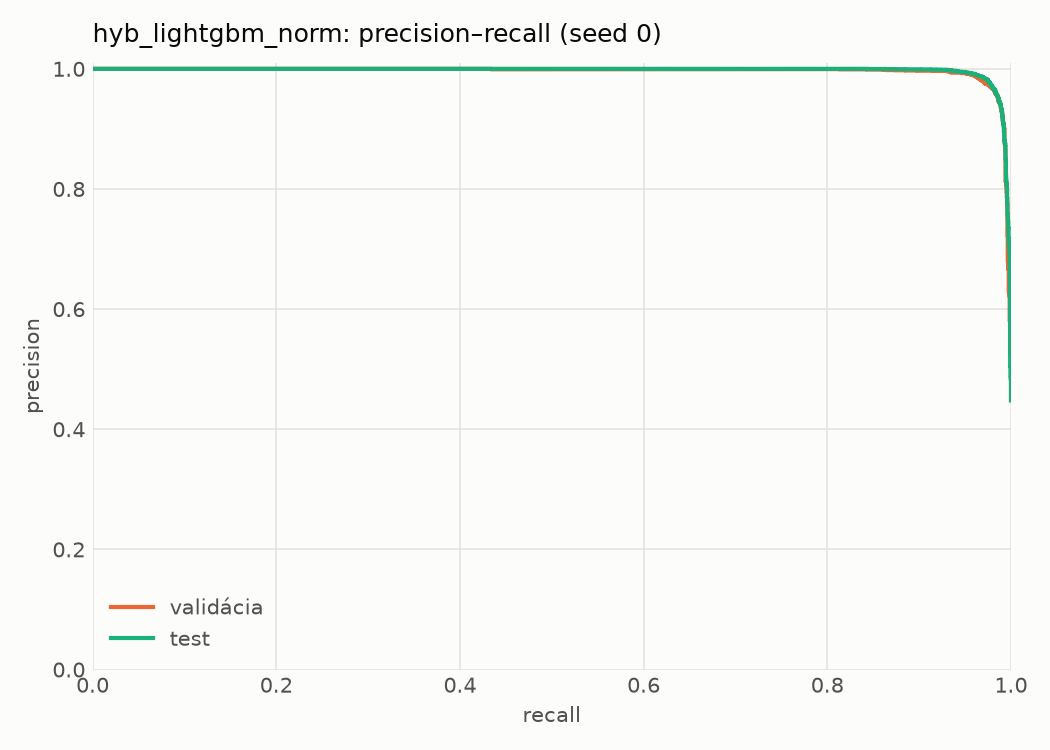 hyb_lightgbm_norm: precision–recall (seed 0)
1.0
0.8
0.6
0.4
0.2
0.0
precision
validácia
test
0.0 0.2 0.4 0.6 0.8 1.0
recall